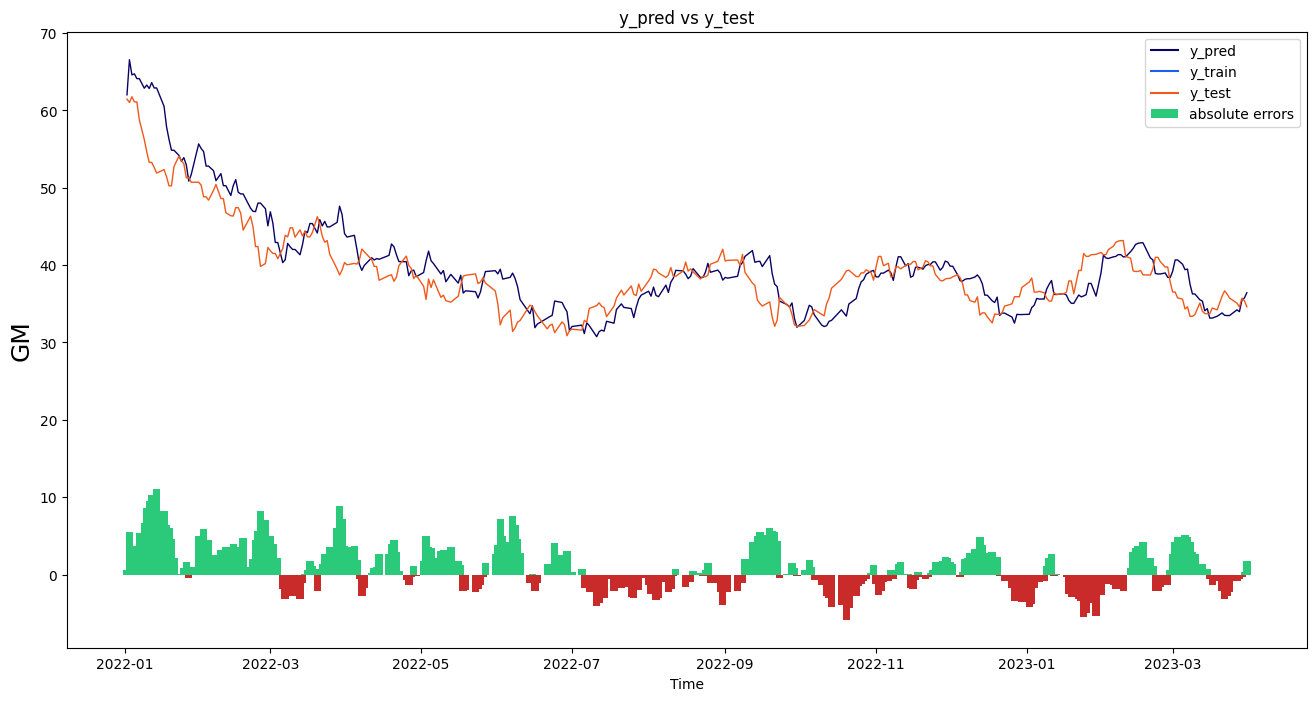 y_pred vs y_test
y_pred
y_train
y_test
absolute errors
GM
70
60
50
40
30
20
10
0
2022-01
2022-03
2022-05
2022-07
2022-09
2022-11
2023-01
2023-03
Time